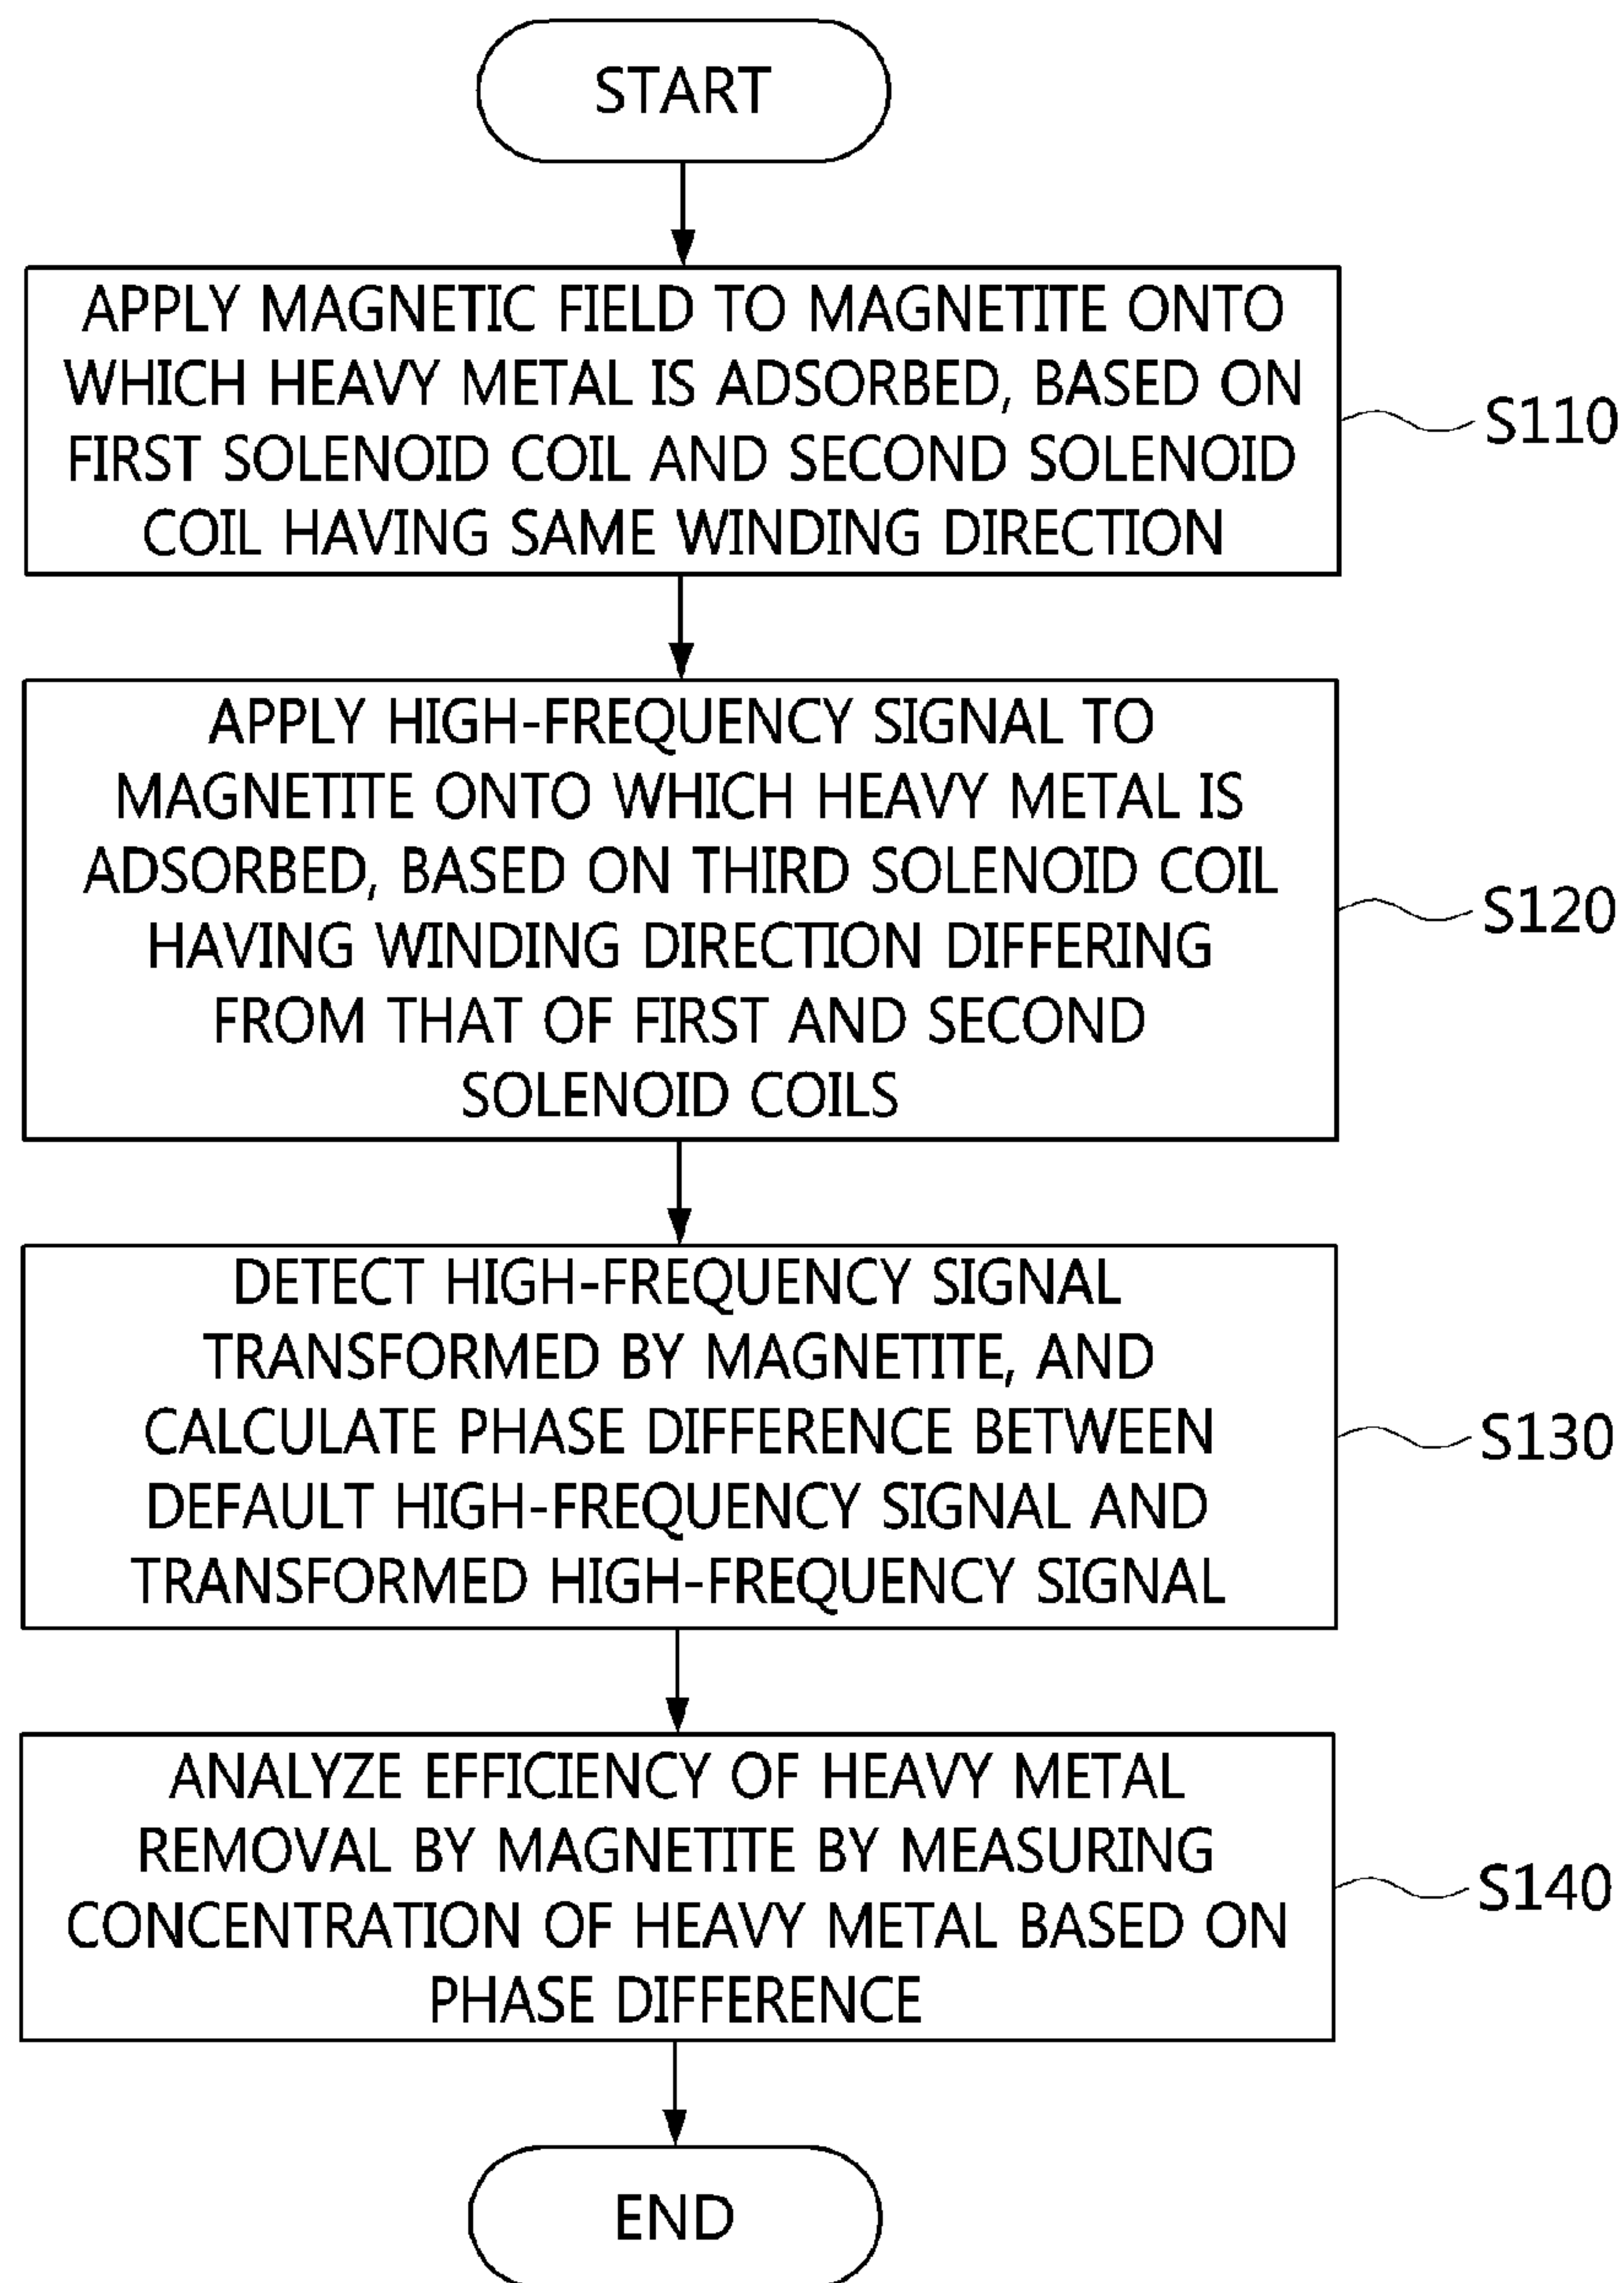 START
APPLY MAGNETIC FIELD TO MAGNETITE ONTO
WHICH HEAVY METAL IS ADSORBED, BASED ON
FIRST SOLENOID COIL AND SECOND SOLENOID
COIL HAVING SAME WINDING DIRECTION
S110
APPLY HIGH-FREQUENCY SIGNAL TO
MAGNETITE ONTO WHICH HEAVY METAL IS
ADSORBED, BASED ON THIRD SOLENOID COIL
HAVING WINDING DIRECTION DIFFERING
FROM THAT OF FIRST AND SECOND
SOLENOID COILS
S120
DETECT HIGH-FREQUENCY SIGNAL
TRANSFORMED BY MAGNETITE, AND
CALCULATE PHASE DIFFERENCE BETWEEN
DEFAULT HIGH-FREQUENCY SIGNAL AND
TRANSFORMED HIGH-FREQUENCY SIGNAL
S130
ANALYZE EFFICIENCY OF HEAVY METAL
REMOVAL BY MAGNETITE BY MEASURING
CONCENTRATION OF HEAVY METAL BASED ON
PHASE DIFFERENCE
S140
END